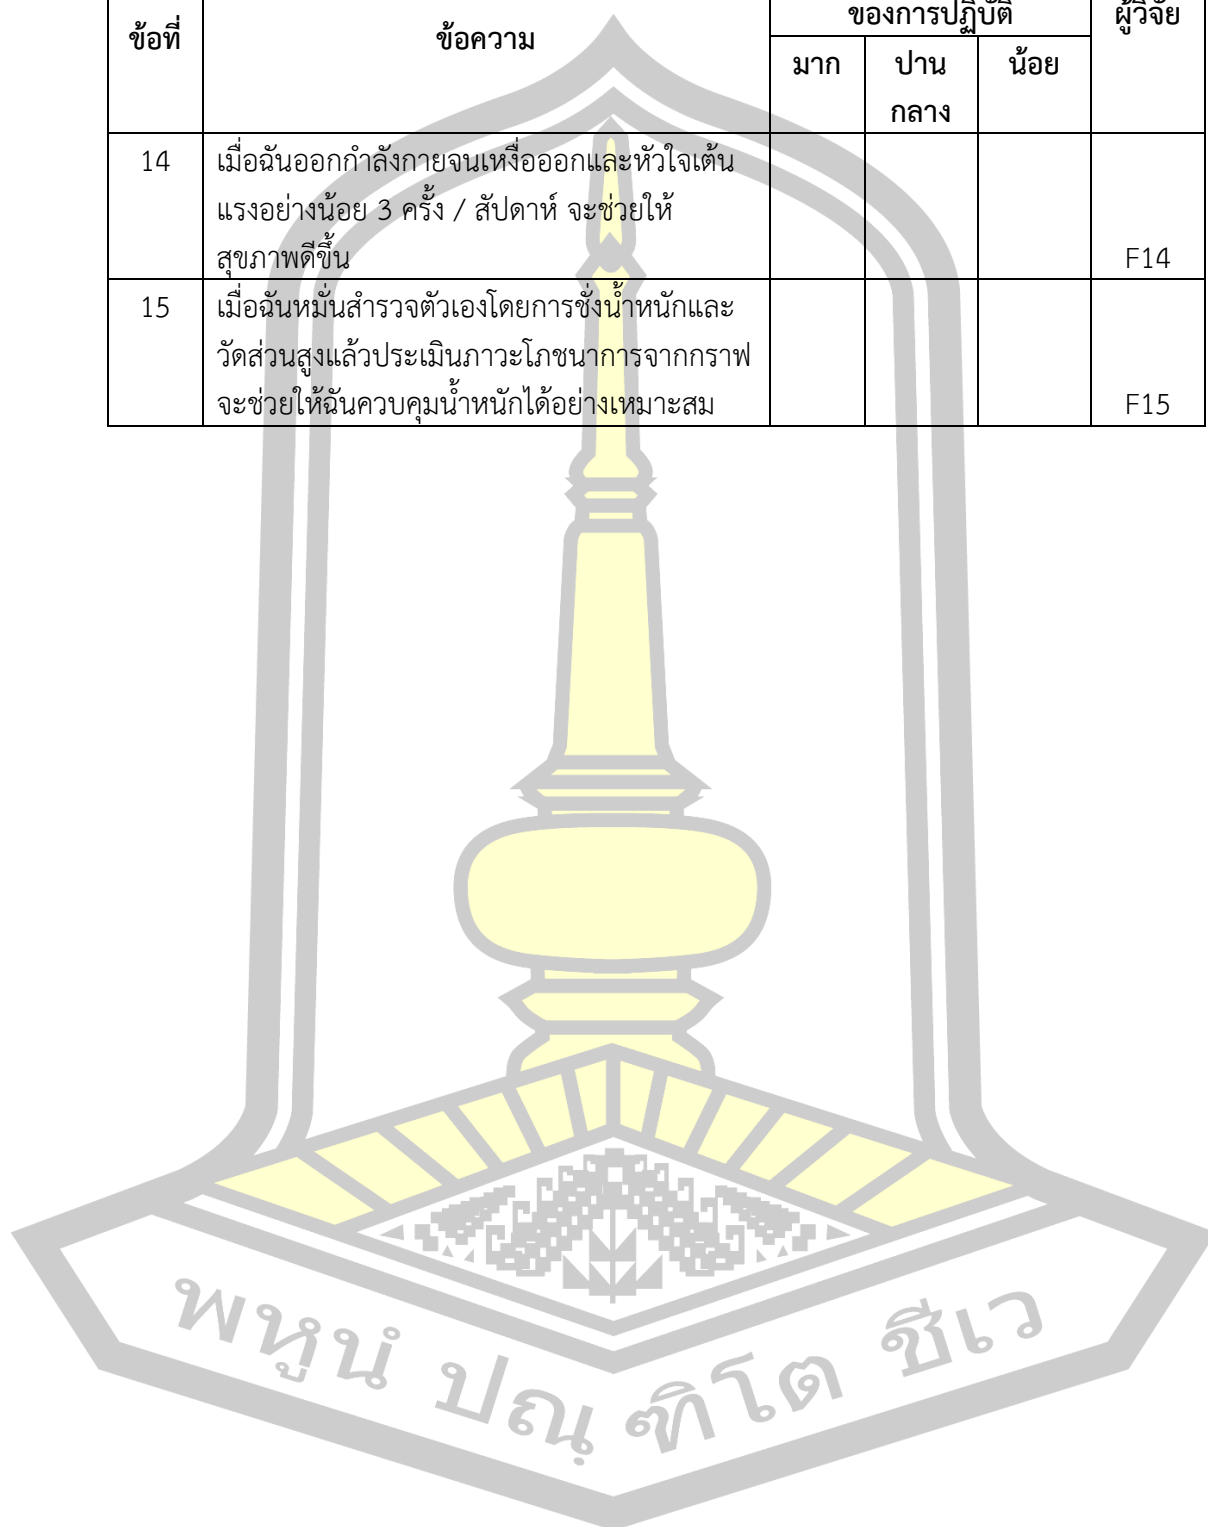 ข้อที่ ข้อความ ของการปฏิบัติ ผู้วิจัย
มาก ปาน น้อย
กลาง
14 เมื่อฉันออกกำลังกายจนเหงื่อออกและหัวใจเต้น
แรงอย่างน้อย 3 ครั้ง / สัปดาห์ จะช่วยให้
สุขภาพดีขึ้น F14
15 เมื่อฉันหมั่นสำรวจตัวเองโดยการชั่งน้ำหนักและ
วัดส่วนสูงแล้วประเมินภาวะโภชนาการจากกราฟ
จะช่วยให้ฉันควบคุมน้ำหนักได้อย่างเหมาะสม F15
พหูนํ ปณฺฑิโต ชีเว